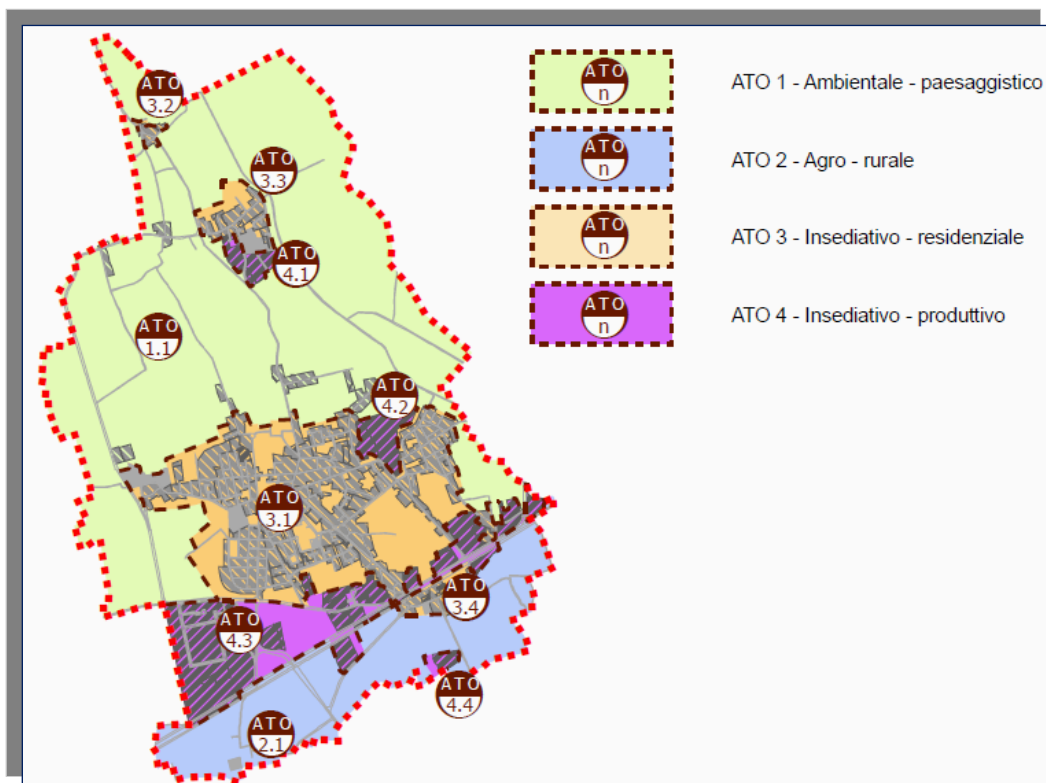 ATO
3.2
ATO
3.3
ATO
4.1
ATO
1.1
ATO
4.2
ATO
3.1
ATO
3.4
ATO
4.3
ATO
4.4
ATO
2.1
ATO
n
ATO 1 - Ambientale - paesaggistico
ATO
n
ATO 2 - Agro - rurale
ATO
n
ATO 3 - Insediativo - residenziale
ATO
n
ATO 4 - Insediativo - produttivo